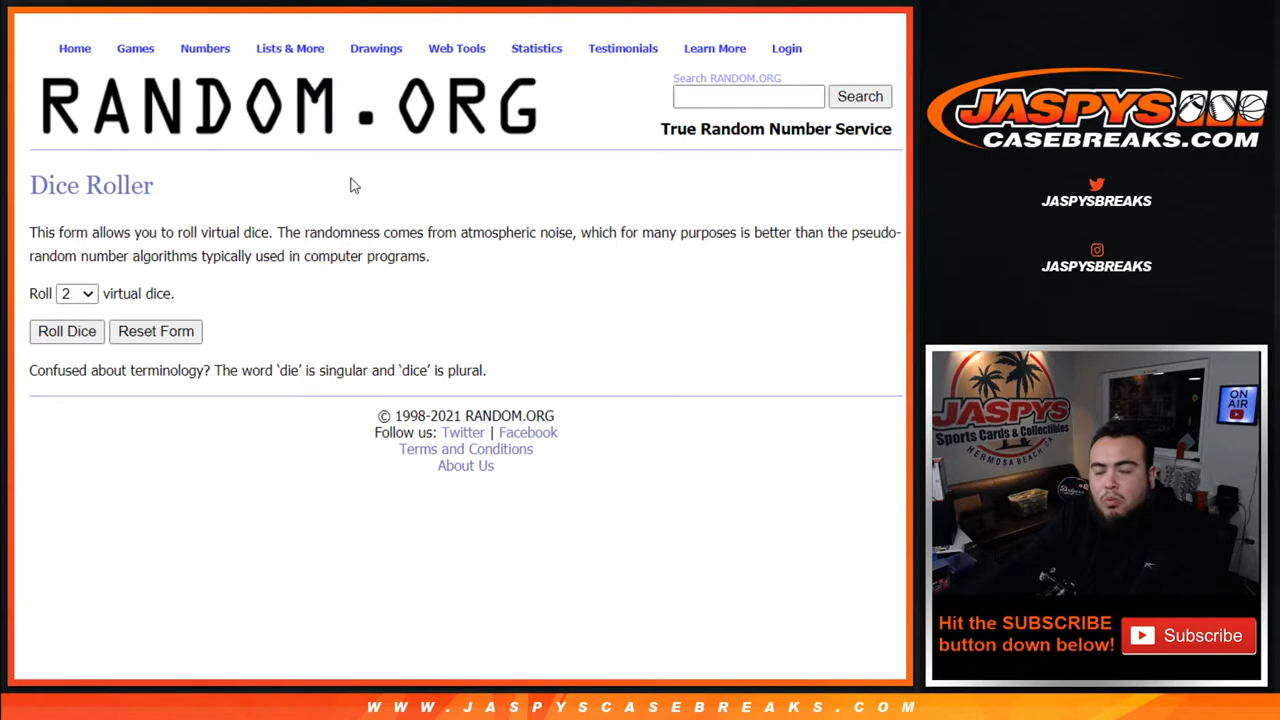 Home Games Numbers Lists & More Drawings Web Tools Statistics Testimonials Learn More Login
RANDOM.ORG
Search RANDOM.ORG
Search
True Random Number Service
Dice Roller
This form allows you to roll virtual dice. The randomness comes from atmospheric noise, which for many purposes is better than the pseudo-
random number algorithms typically used in computer programs.
Roll 2 virtual dice.
Roll Dice Reset Form
Confused about terminology? The word ‘die’ is singular and ‘dice’ is plural.
© 1998-2021 RANDOM.ORG
Follow us: Twitter | Facebook
Terms and Conditions
About Us
JASPYS
CASEBREAKS.COM
JASPYSBREAKS
JASPYSBREAKS
JASPYS
Sports Cards & Collectibles
HERMOSA BEACH, CA
ON
AIR
Dodgers
Hit the SUBSCRIBE
button down below!
Subscribe
WWW.JASPYSCASEBREAKS.COM